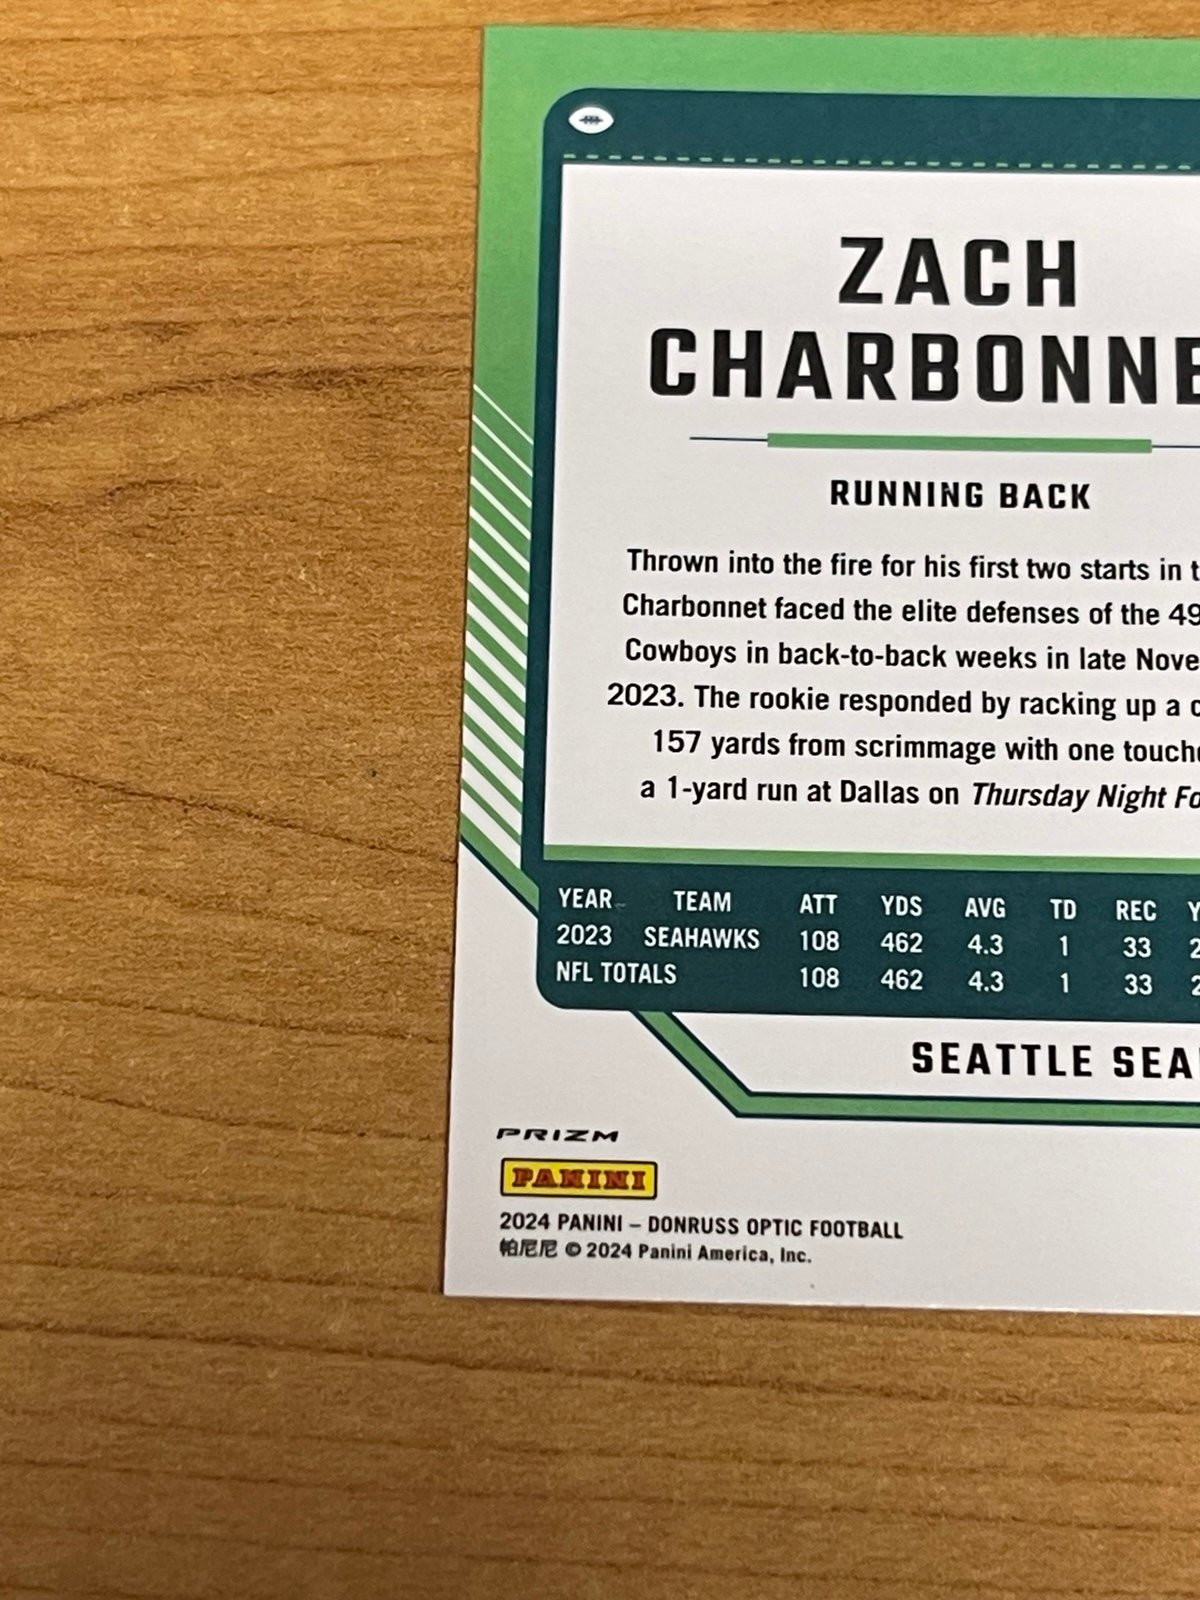 ZACH
CHARBONNE
RUNNING BACK
Thrown into the fire for his first two starts in t
Charbonnet faced the elite defenses of the 49
Cowboys in back-to-back weeks in late Nove
2023. The rookie responded by racking up a c
157 yards from scrimmage with one touch
a 1-yard run at Dallas on Thursday Night Fo
YEAR TEAM ATT YDS AVG TD REC Y
2023 SEAHAWKS 108 462 4.3 1 33 2
NFL TOTALS 108 462 4.3 1 33 2
SEATTLE SEA
PRIZM
PANINI
2024 PANINI – DONRUSS OPTIC FOOTBALL
帕尼尼 © 2024 Panini America, Inc.